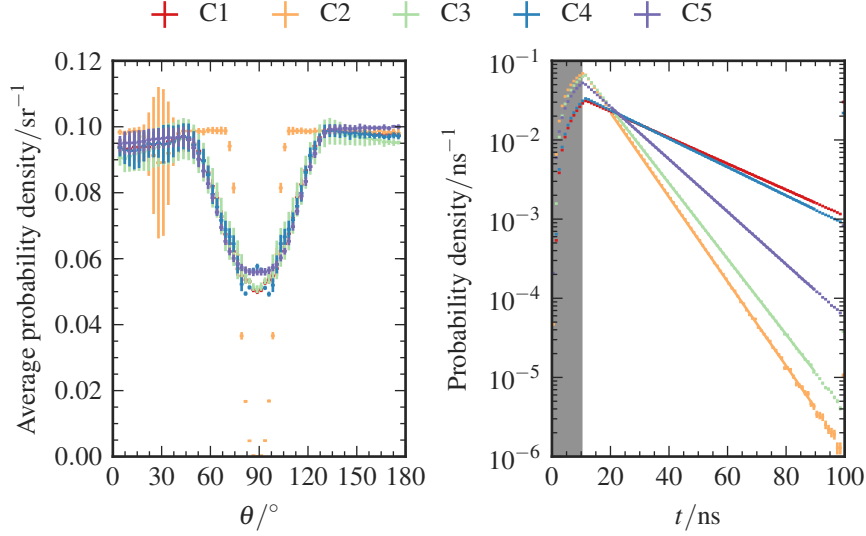 C1 C2 C3 C4 C5
Average probability density/sr⁻¹
0.12
0.10
0.08
0.06
0.04
0.02
0.00
0 30 60 90 120 150 180
θ/°
Probability density/ns⁻¹
10⁻¹
10⁻²
10⁻³
10⁻⁴
10⁻⁵
10⁻⁶
0 20 40 60 80 100
t/ns